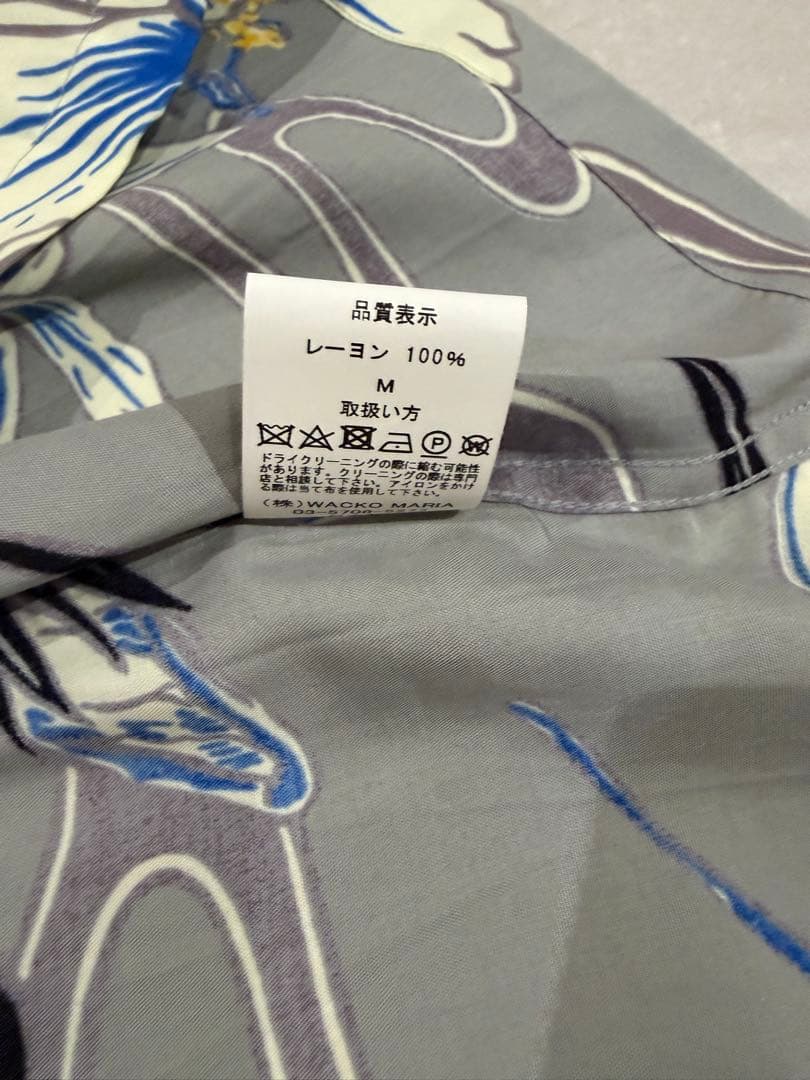 品質表示
レーヨン 100%
M
取扱い方
P W
ドライクリーニングの際に縮む可能性
があります。クリーニングの際は専門
店と相談して下さい。アイロンをかけ
る際は当て布を使用して下さい。
(株)WACKO MARIA